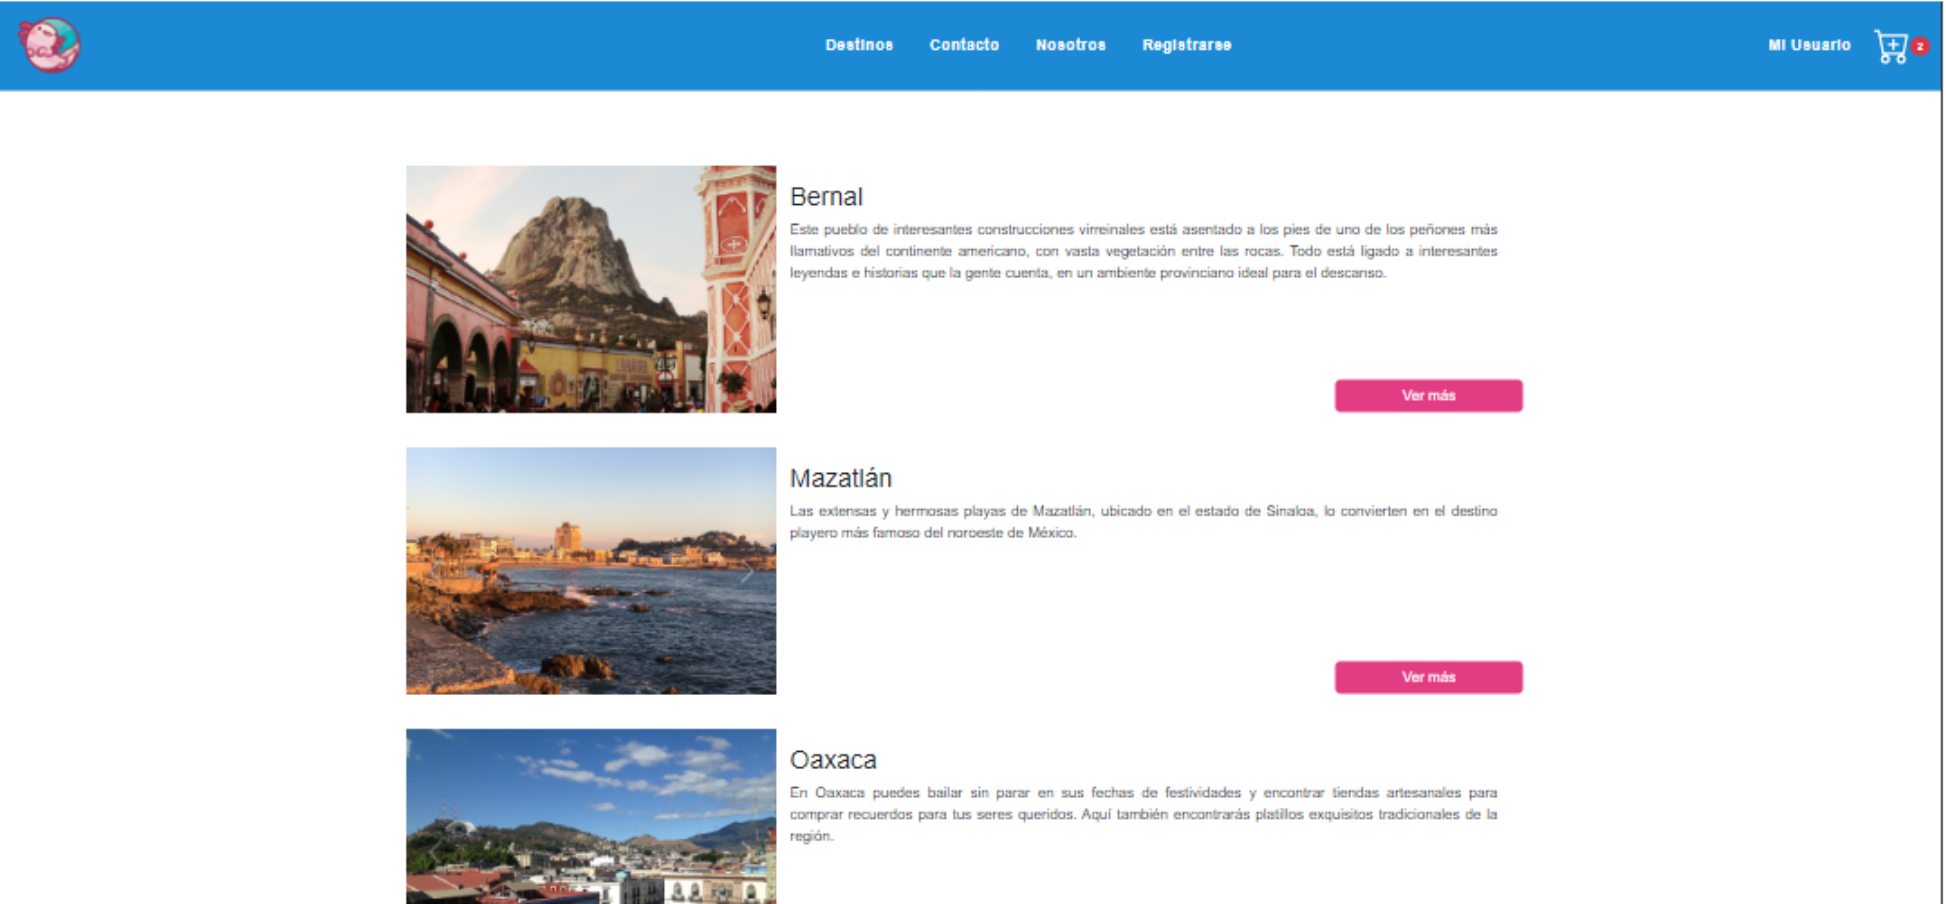 Destinos Contacto Nosotros Registrarse Mi Usuario 2
Bernal
Este pueblo de interesantes construcciones virreinales está asentado a los pies de uno de los peñones más
llamativos del continente americano, con vasta vegetación entre las rocas. Todo está ligado a interesantes
leyendas e historias que la gente cuenta, en un ambiente provinciano ideal para el descanso.
Ver más
Mazatlán
Las extensas y hermosas playas de Mazatlán, ubicado en el estado de Sinaloa, lo convierten en el destino
playero más famoso del noroeste de México.
Ver más
Oaxaca
En Oaxaca puedes bailar sin parar en sus fechas de festividades y encontrar tiendas artesanales para
comprar recuerdos para tus seres queridos. Aquí también encontrarás platillos exquisitos tradicionales de la
región.